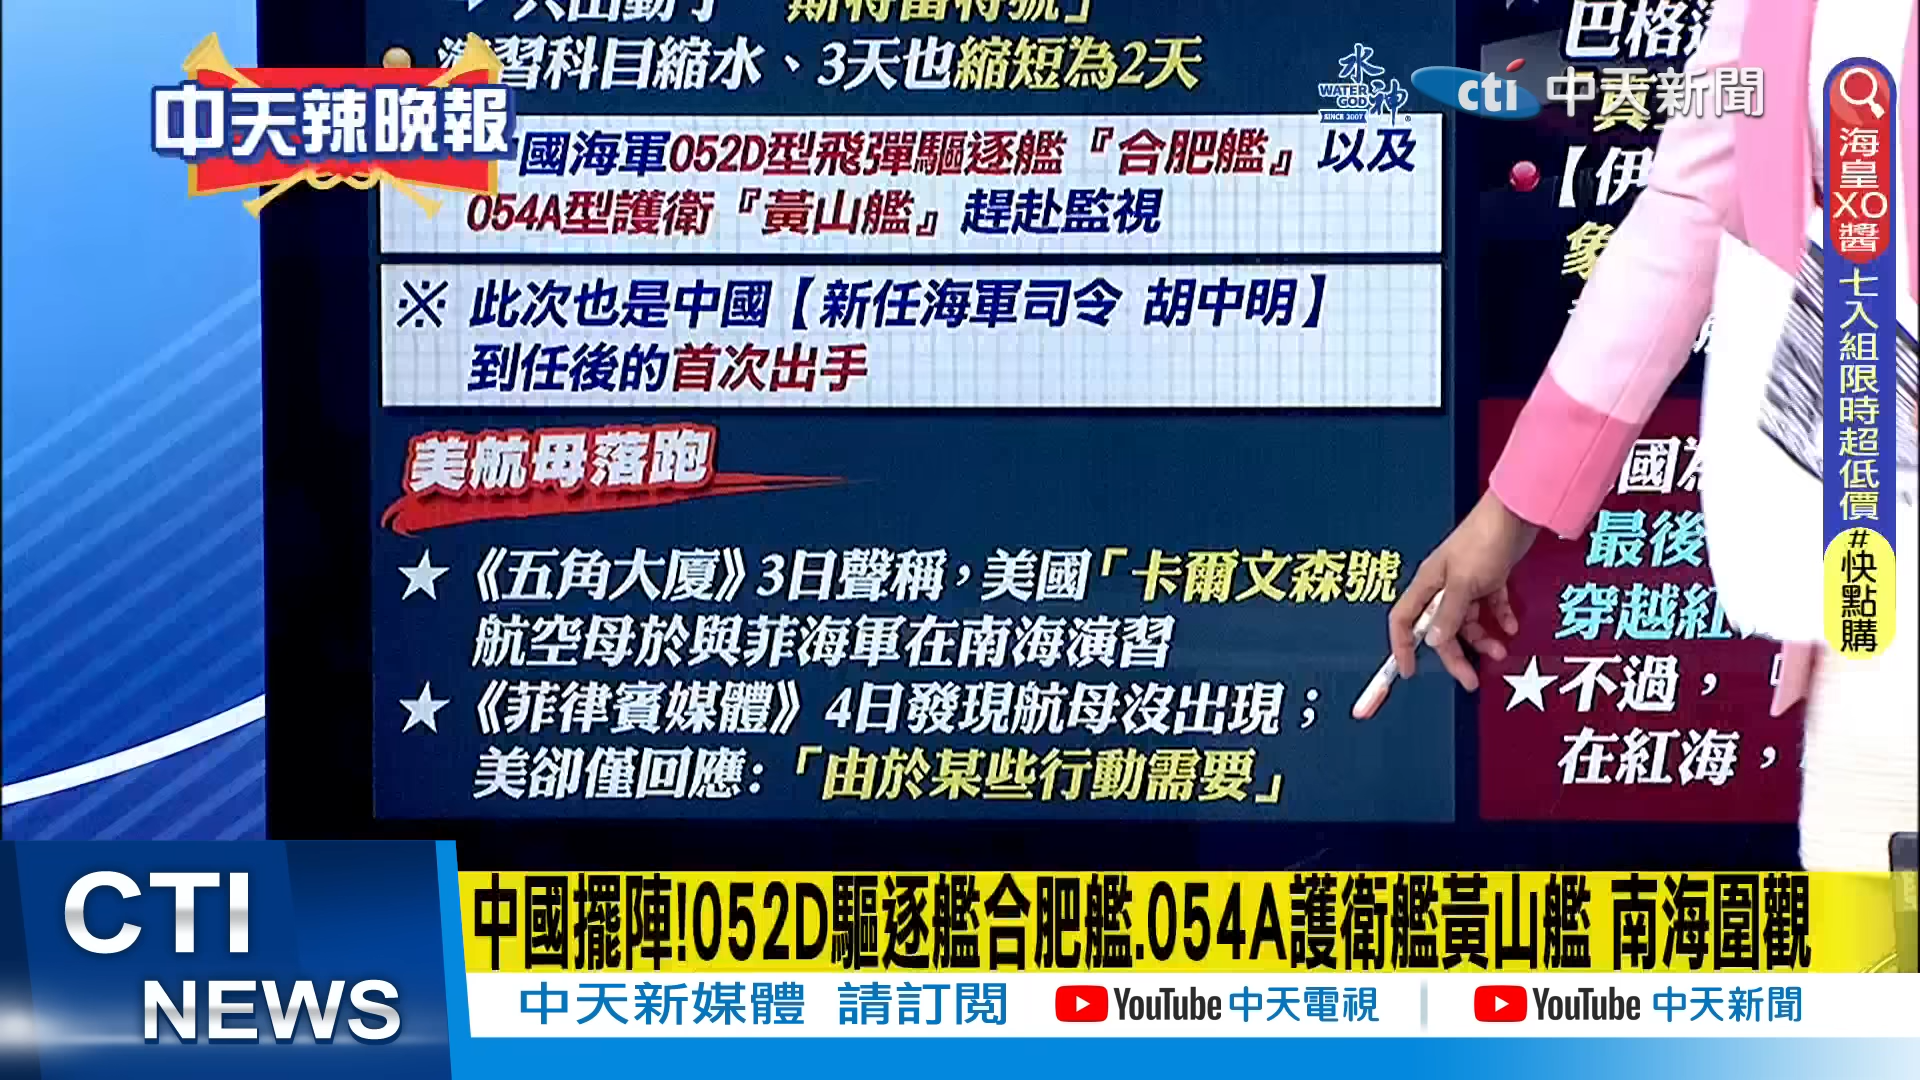 習科目縮水、3天也縮短為2天
中天辣晚報
國海軍052D型飛彈驅逐艦『合肥艦』以及
054A型護衛『黃山艦』趕赴監視
※ 此次也是中國【新任海軍司令 胡中明】
到任後的首次出手
美航母落跑
★《五角大廈》3日聲稱,美國「卡爾文森號
航空母於與菲海軍在南海演習
★《菲律賓媒體》4日發現航母沒出現;
美卻僅回應:「由於某些行動需要」
水神
WATER GOD
SINCE 2007
cti 中天新聞
巴格
【伊
國為
最後
穿越紅
★不過,
在紅海,
海皇XO醬
七入組限時超低價
#快點購
CTI
NEWS
中國擺陣!052D驅逐艦合肥艦.054A護衛艦黃山艦 南海圍觀
中天新媒體 請訂閱 YouTube 中天電視 | YouTube 中天新聞